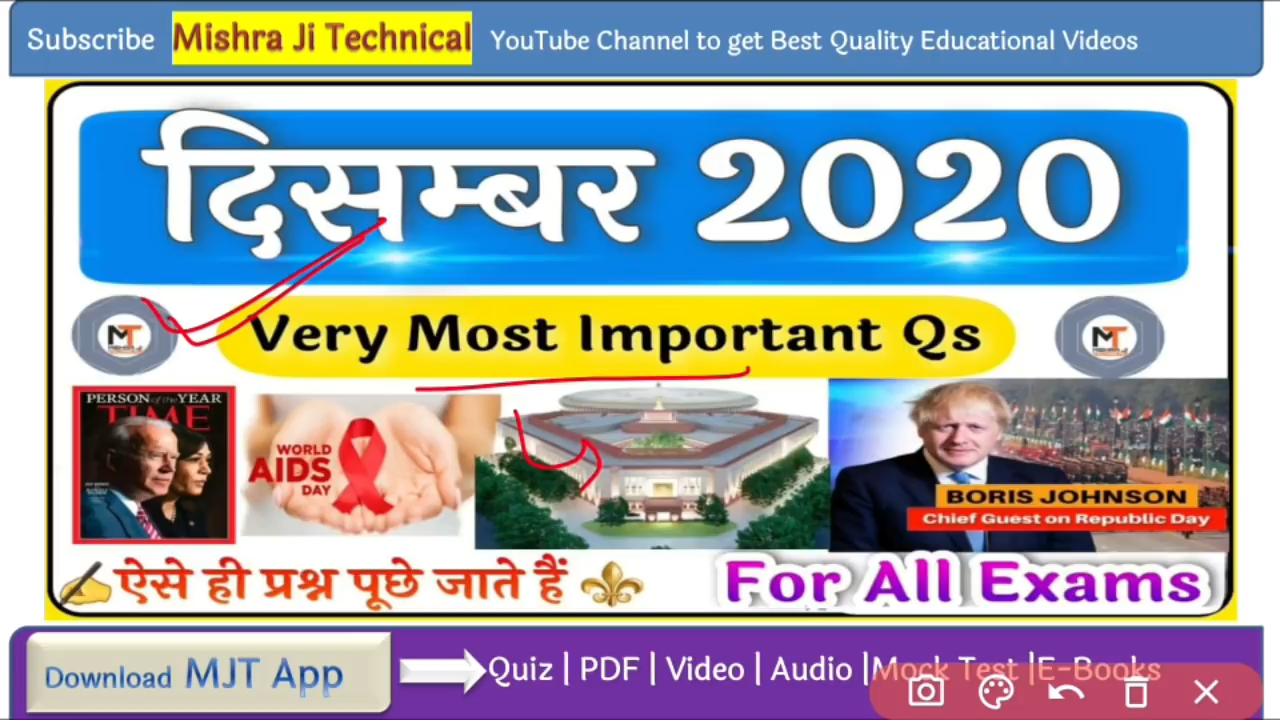 Subscribe Mishra Ji Technical YouTube Channel to get Best Quality Educational Videos
दिसम्बर 2020
MT
Very Most Important Qs
MT
PERSON of the YEAR
TIME
WORLD
AIDS
DAY
BORIS JOHNSON
Chief Guest on Republic Day
ऐसे ही प्रश्न पूछे जाते हैं
For All Exams
Download MJT App
Quiz | PDF | Video | Audio |Mock Test |E-Books